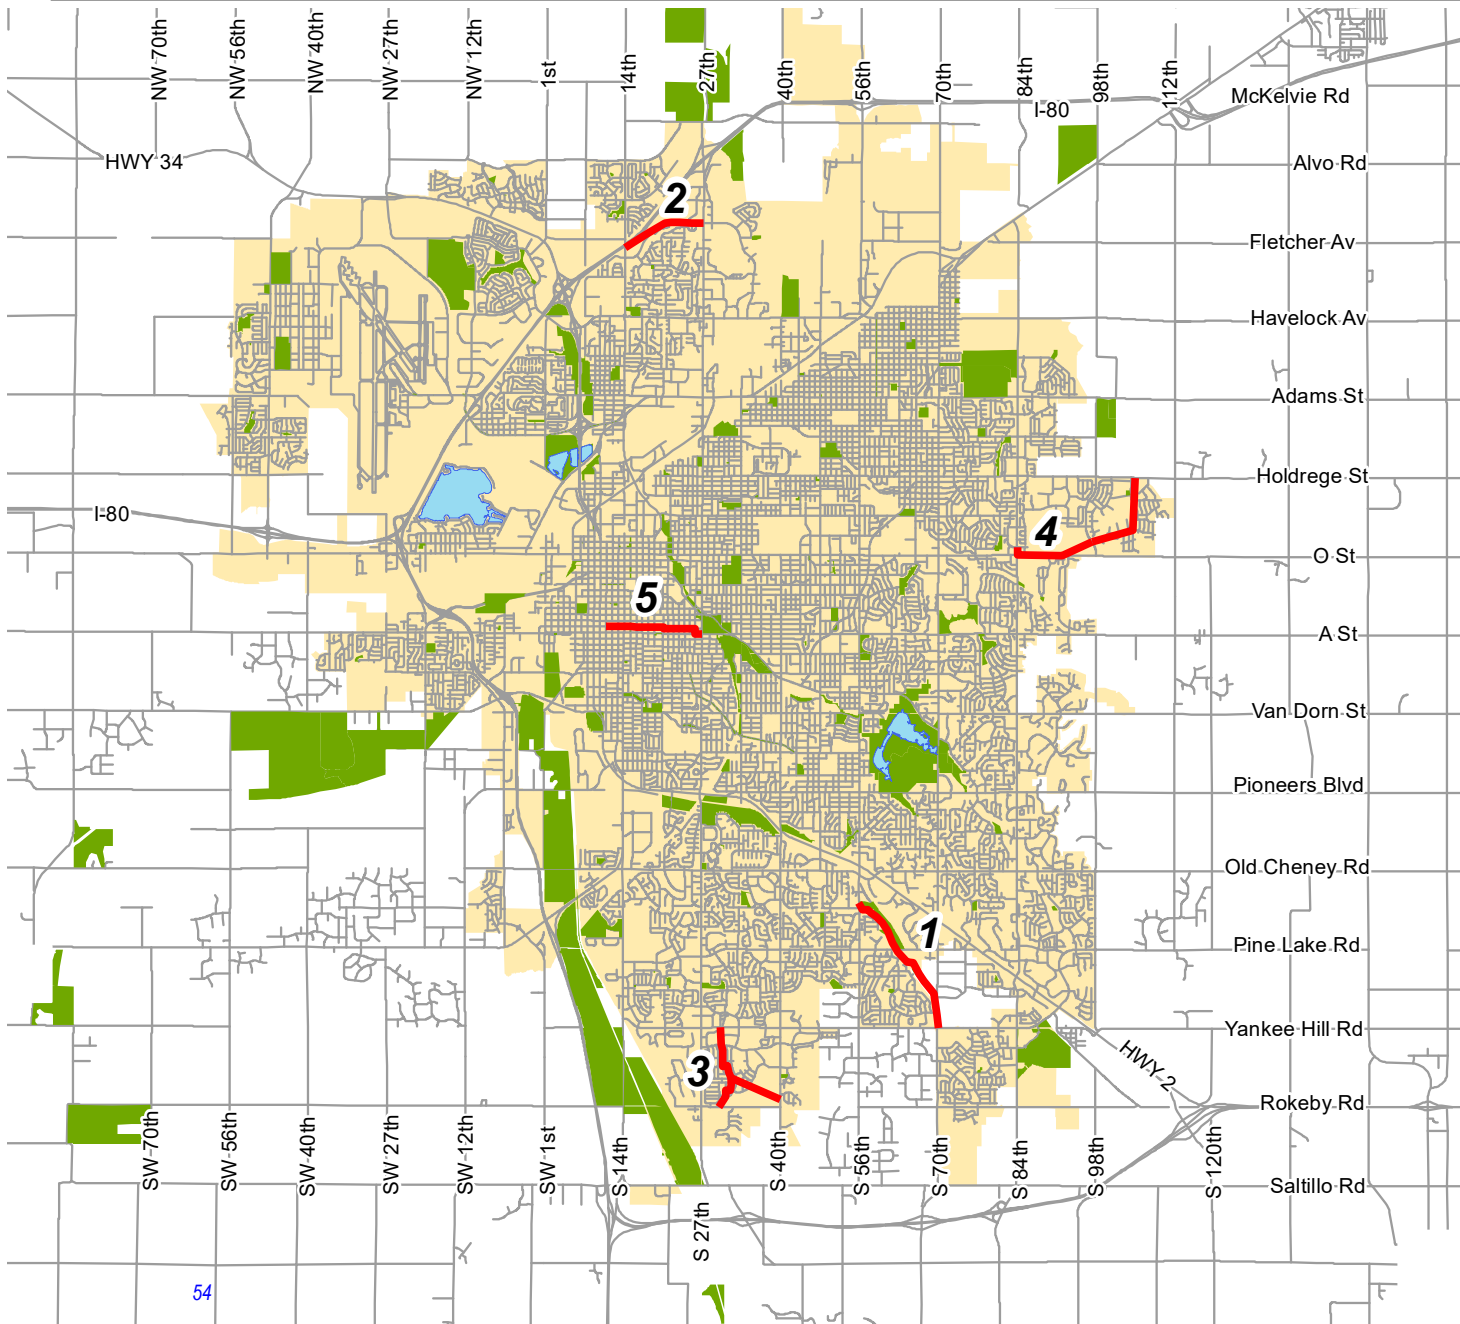 NW 70th
NW 56th
NW 40th
NW 27th
NW 12th
1st
14th
27th
40th
56th
70th
84th
98th
112th
McKelvie Rd
I-80
HWY 34
Alvo Rd
2
Fletcher Av
Havelock Av
Adams St
Holdrege St
I-80
4
O St
5
A St
Van Dorn St
Pioneers Blvd
Old Cheney Rd
1
Pine Lake Rd
Yankee Hill Rd
HWY 2
3
Rokeby Rd
SW 70th
SW 56th
SW 40th
SW 27th
SW 12th
SW 1st
S 14th
S 27th
S 40th
S 56th
S 70th
S 84th
S 98th
S 120th
Saltillo Rd
54